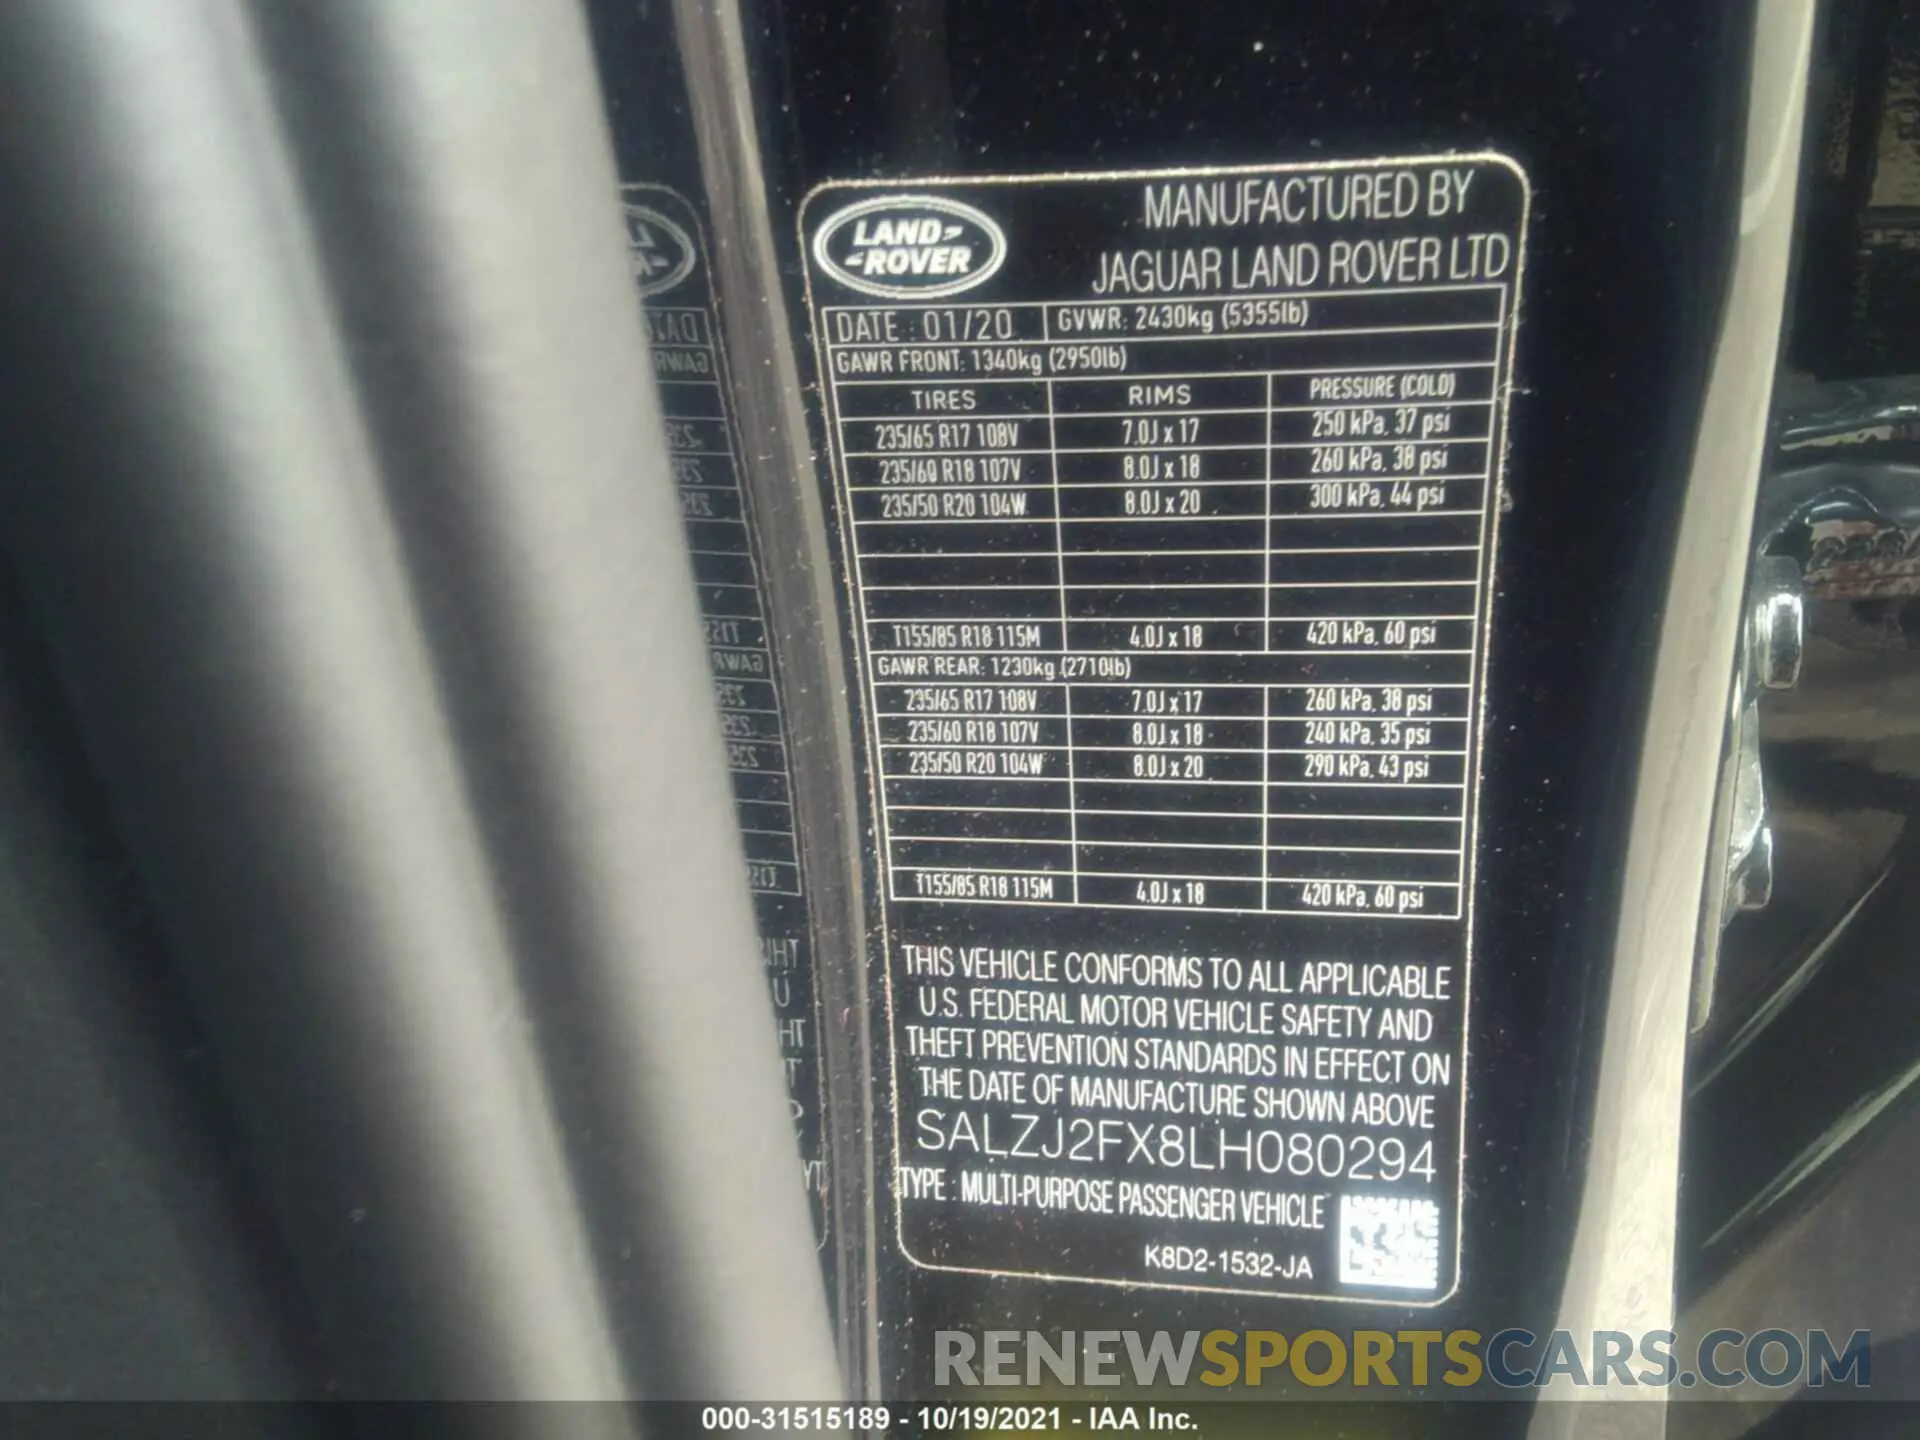 LAND ROVER
MANUFACTURED BY
JAGUAR LAND ROVER LTD
DATE : 01/20 GVWR: 2430kg (5355lb)
GAWR FRONT: 1340kg (2950lb)
TIRES RIMS PRESSURE (COLD)
235/65 R17 108V 7.0J x 17 250 kPa, 37 psi
235/60 R18 107V 8.0J x 18 260 kPa, 38 psi
235/50 R20 104W 8.0J x 20 300 kPa, 44 psi
T155/85 R18 115M 4.0J x 18 420 kPa, 60 psi
GAWR REAR: 1230kg (2710lb)
235/65 R17 108V 7.0J x 17 260 kPa, 38 psi
235/60 R18 107V 8.0J x 18 240 kPa, 35 psi
235/50 R20 104W 8.0J x 20 290 kPa, 43 psi
T155/85 R18 115M 4.0J x 18 420 kPa, 60 psi
THIS VEHICLE CONFORMS TO ALL APPLICABLE
U.S. FEDERAL MOTOR VEHICLE SAFETY AND
THEFT PREVENTION STANDARDS IN EFFECT ON
THE DATE OF MANUFACTURE SHOWN ABOVE
SALZJ2FX8LH080294
TYPE : MULTI-PURPOSE PASSENGER VEHICLE
K8D2-1532-JA
RENEWSPORTSCARS.COM
000-31515189 - 10/19/2021 - IAA Inc.